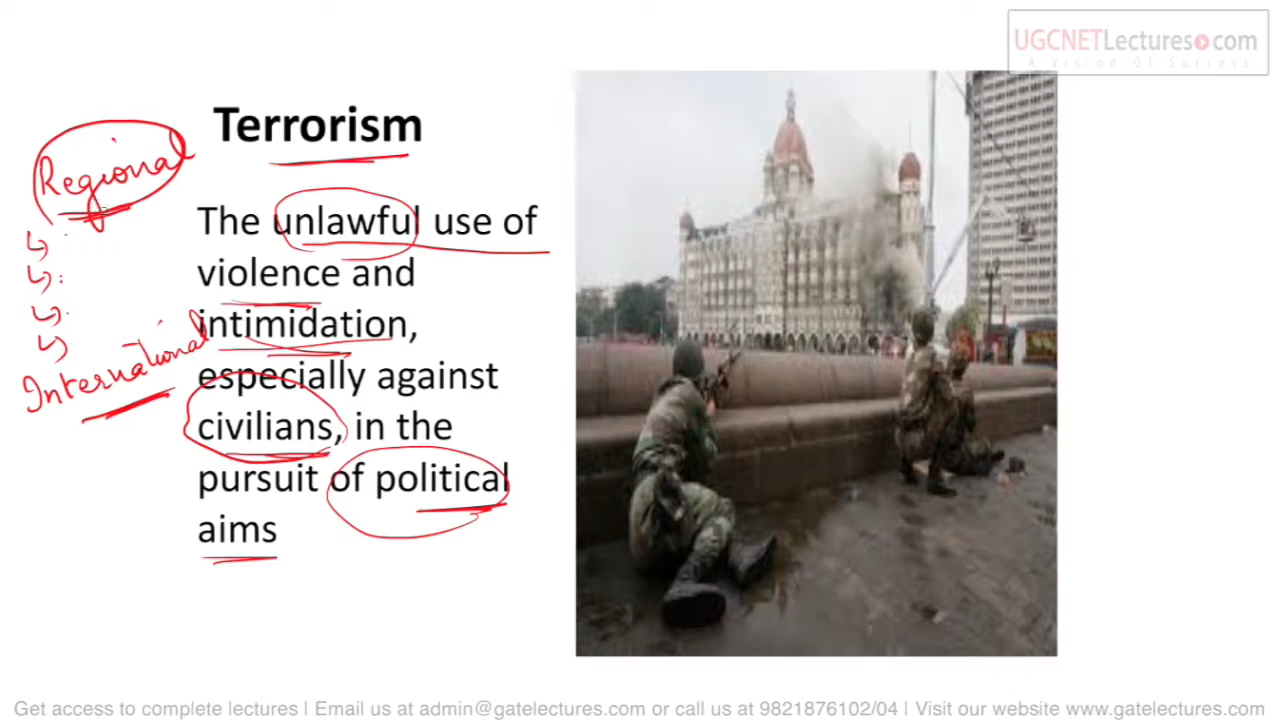 UGCNETLectures.com
A Vision Of Success...
Terrorism
Regional
The unlawful use of
violence and
intimidation,
International
especially against
civilians, in the
pursuit of political
aims
Get access to complete lectures | Email us at admin@gatelectures.com or call us at 9821876102/04 | Visit our website www.gatelectures.com